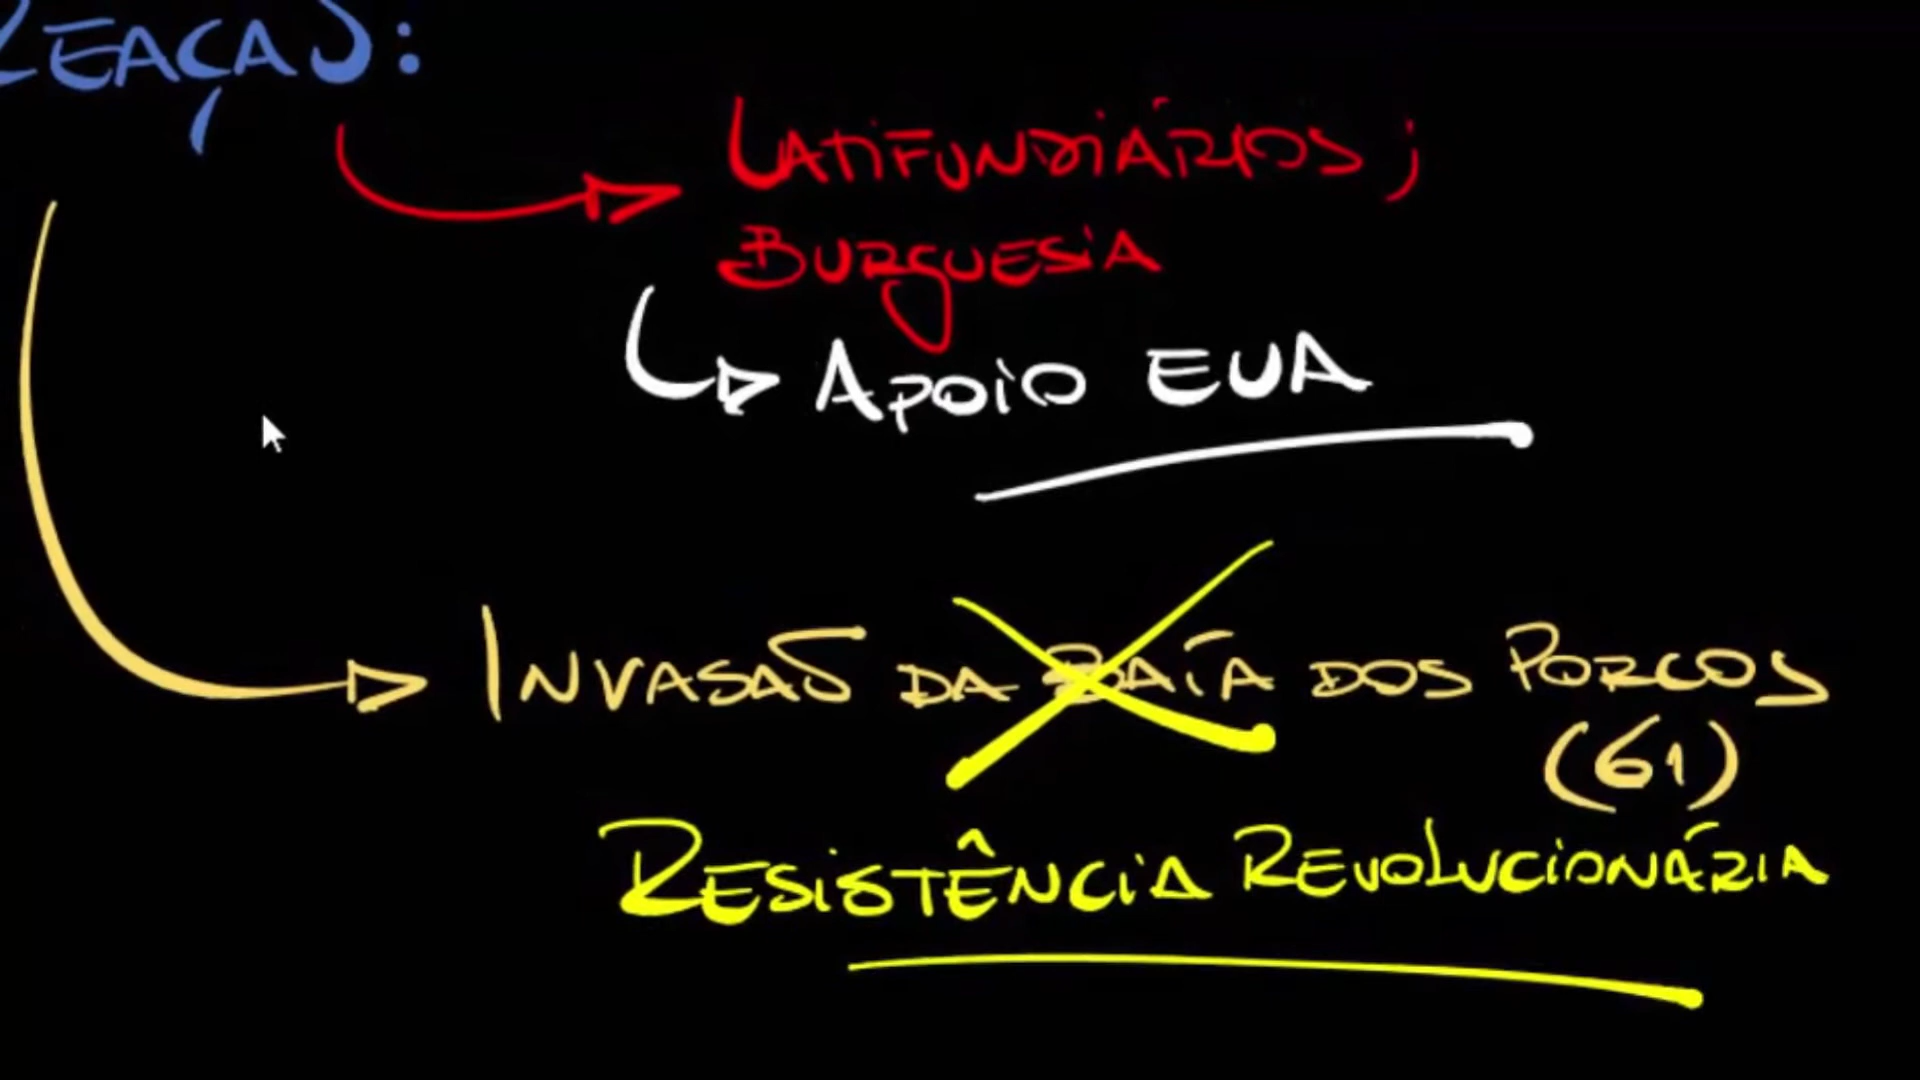 REAÇÃO:
LATIFUNDIÁRIOS;
BURGUESIA
APOIO EUA
INVASÃO DA BAÍA DOS PORCOS
(61)
RESISTÊNCIA REVOLUCIONÁRIA